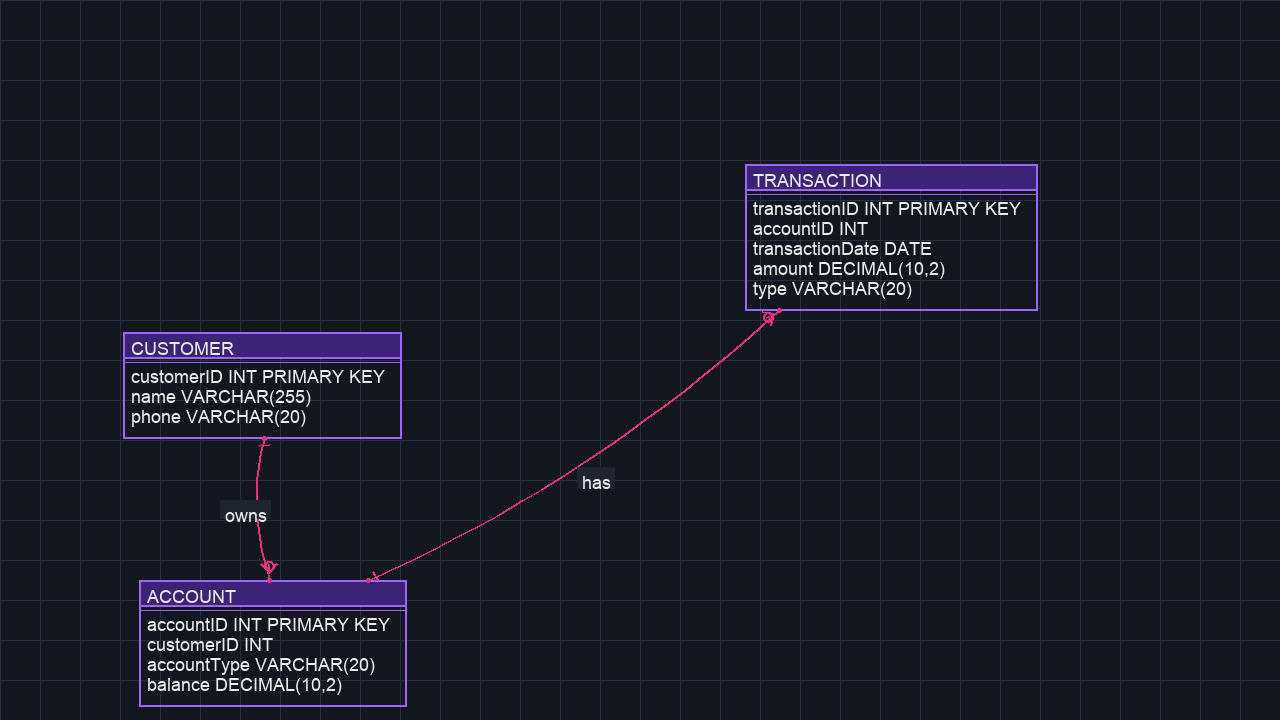 TRANSACTION
transactionID INT PRIMARY KEY
accountID INT
transactionDate DATE
amount DECIMAL(10,2)
type VARCHAR(20)
CUSTOMER
customerID INT PRIMARY KEY
name VARCHAR(255)
phone VARCHAR(20)
has
owns
ACCOUNT
accountID INT PRIMARY KEY
customerID INT
accountType VARCHAR(20)
balance DECIMAL(10,2)